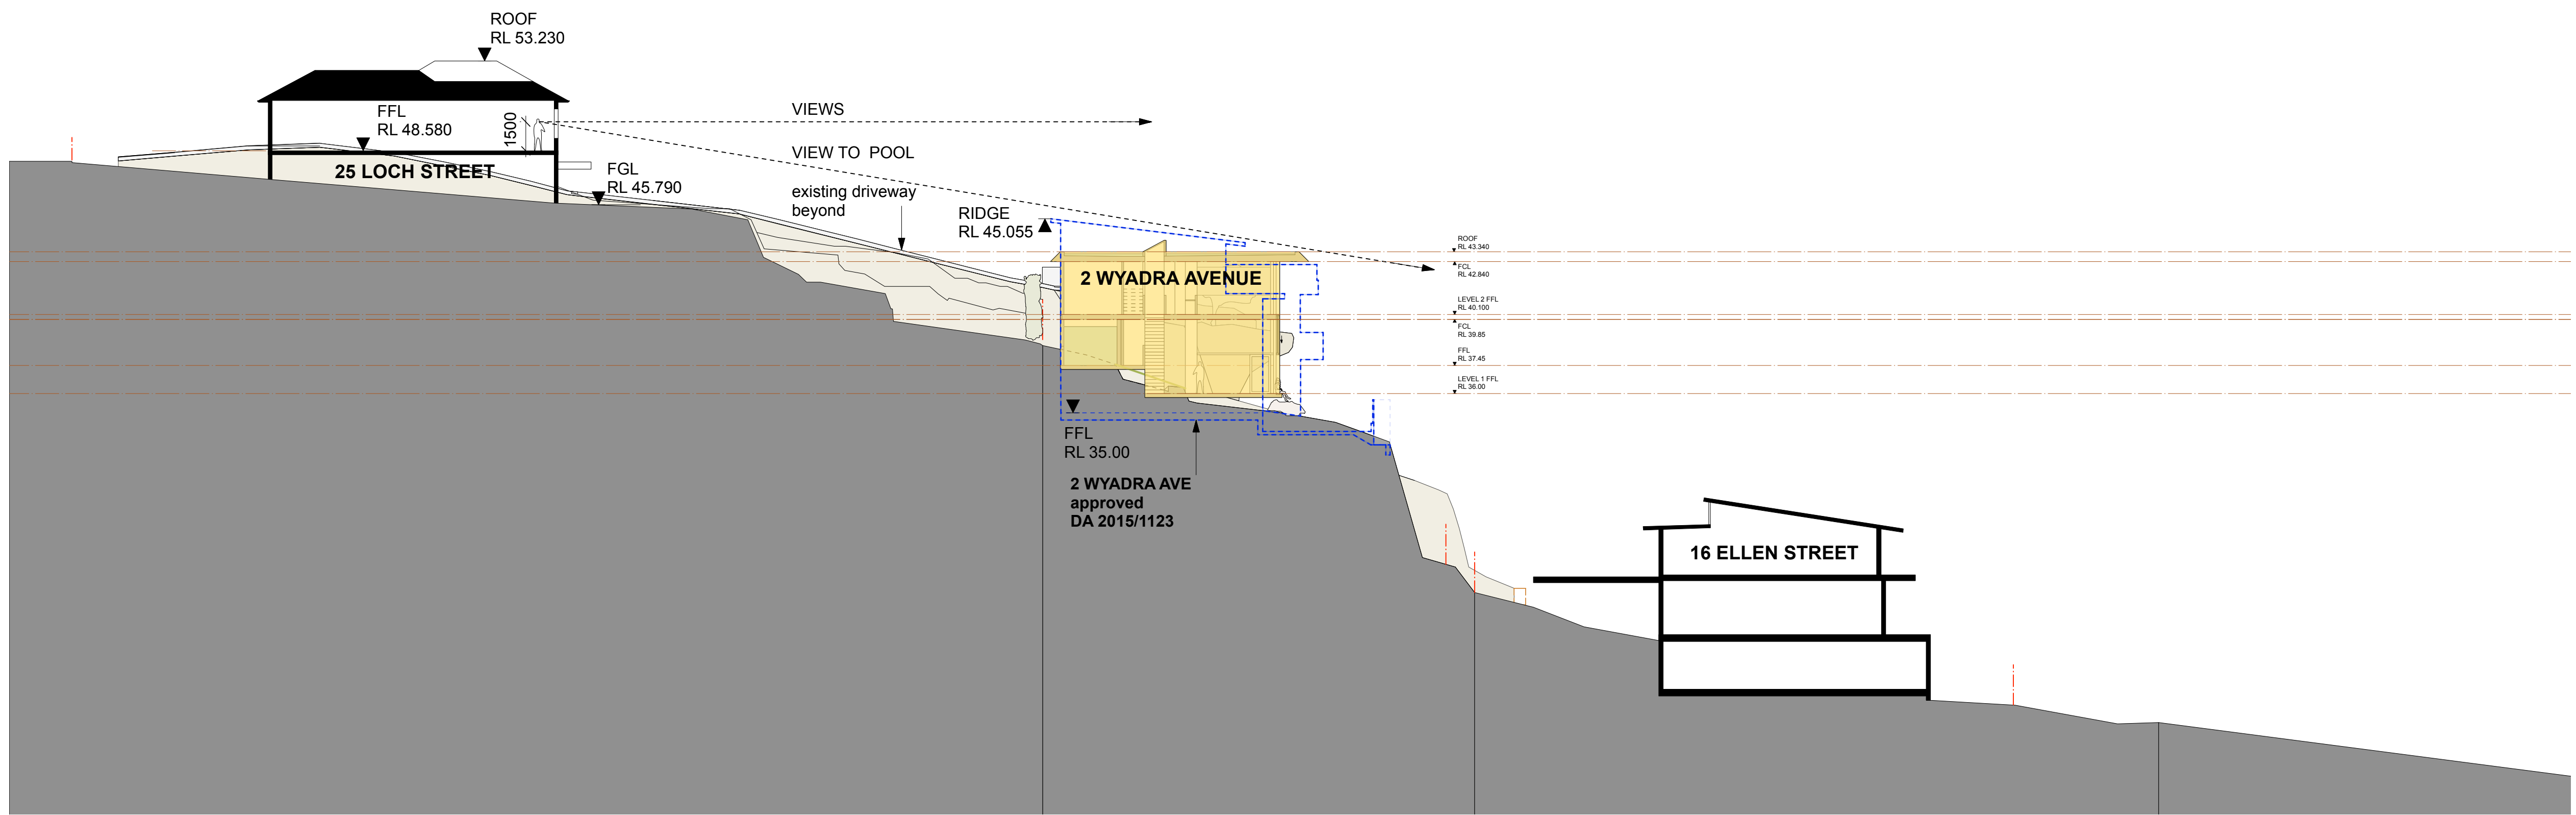 ROOF
RL 53.230
FFL
RL 48.580
1500
VIEWS
VIEW TO POOL
25 LOCH STREET
FGL
RL 45.790
existing driveway
beyond
RIDGE
RL 45.055
2 WYADRA AVENUE
ROOF
RL 43.340
FCL
RL 42.840
LEVEL 2 FFL
RL 40.100
FCL
RL 39.85
FFL
RL 37.45
LEVEL 1 FFL
RL 36.00
FFL
RL 35.00
2 WYADRA AVE
approved
DA 2015/1123
16 ELLEN STREET